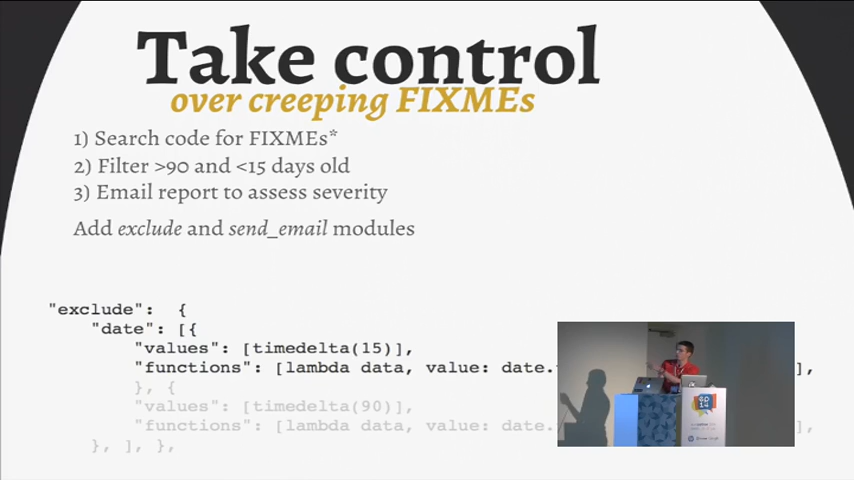 Take control
over creeping FIXMEs
1) Search code for FIXMEs*
2) Filter >90 and <15 days old
3) Email report to assess severity
Add exclude and send_email modules
"exclude": {
"date": [{
"values": [timedelta(15)],
"functions": [lambda data, value: date. ],
}, {
"values": [timedelta(90)],
"functions": [lambda data, value: date. ],
}, ], },